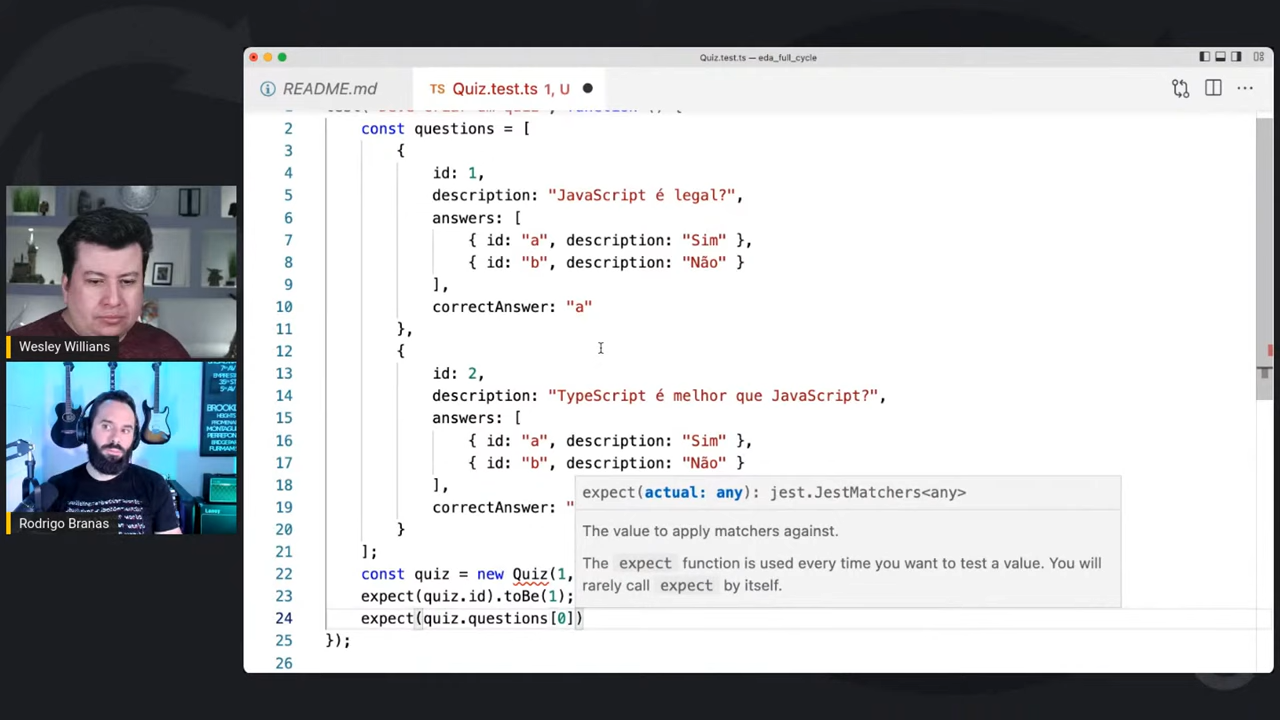 Quiz.test.ts — eda_full_cycle
README.md
TS Quiz.test.ts 1, U
2 const questions = [
3 {
4 id: 1,
5 description: "JavaScript é legal?",
6 answers: [
7 { id: "a", description: "Sim" },
8 { id: "b", description: "Não" }
9 ],
10 correctAnswer: "a"
11 },
12 {
13 id: 2,
14 description: "TypeScript é melhor que JavaScript?",
15 answers: [
16 { id: "a", description: "Sim" },
17 { id: "b", description: "Não" }
18 ],
19 correctAnswer: "
20 }
21 ];
22 const quiz = new Quiz(1,
23 expect(quiz.id).toBe(1);
24 expect(quiz.questions[0])
25 });
26
expect(actual: any): jest.JestMatchers<any>
The value to apply matchers against.
The expect function is used every time you want to test a value. You will
rarely call expect by itself.
Wesley Willians
Rodrigo Branas